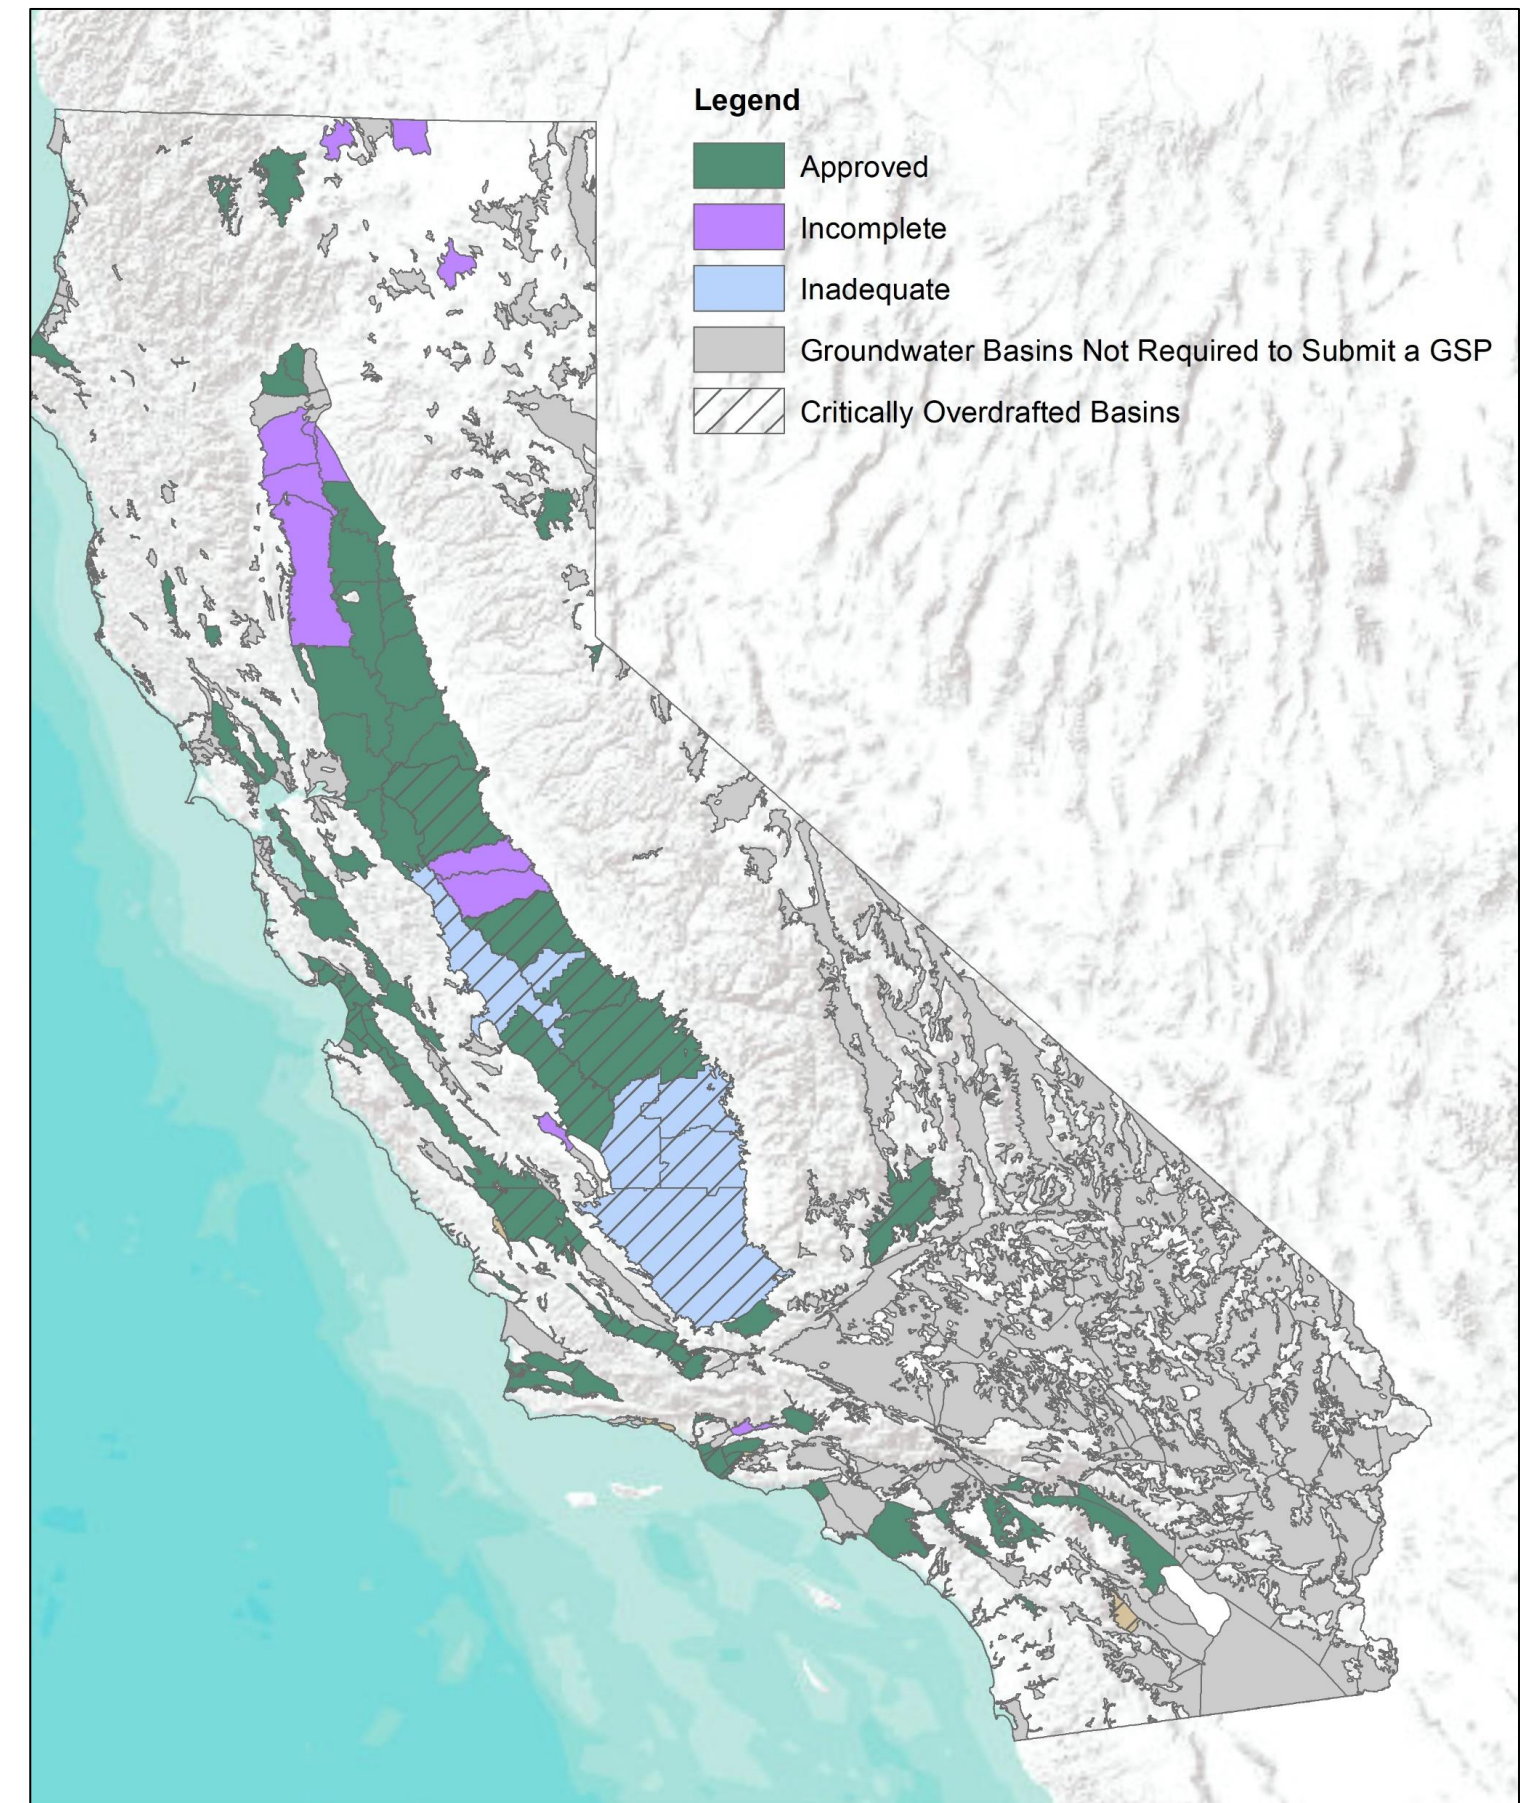 Legend
Approved
Incomplete
Inadequate
Groundwater Basins Not Required to Submit a GSP
Critically Overdrafted Basins